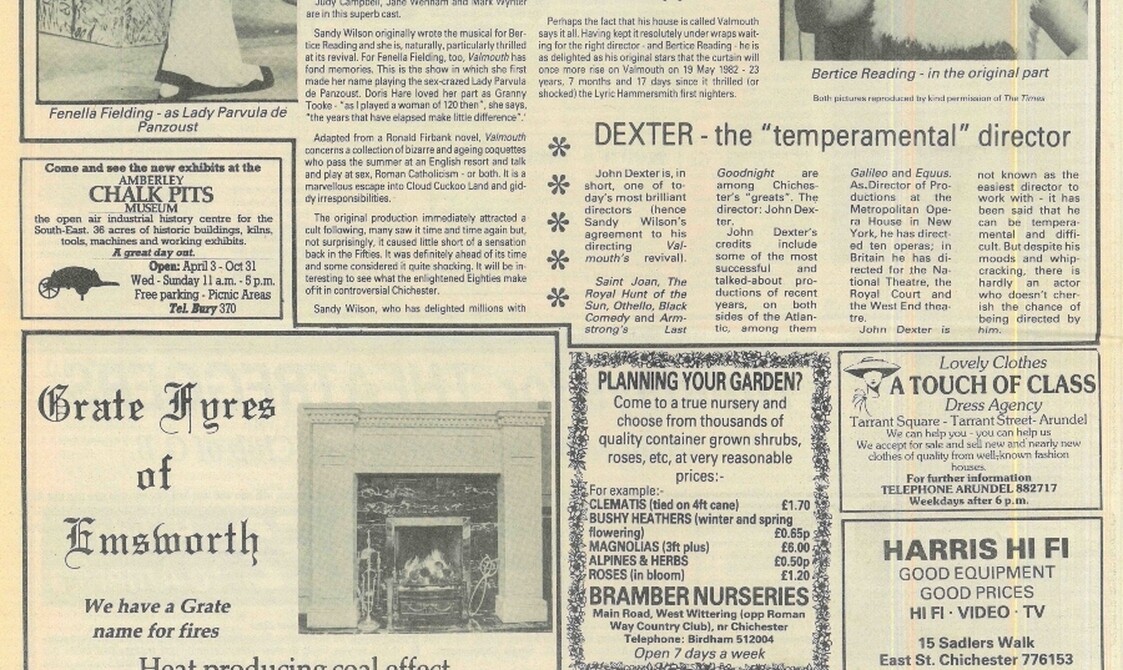 Judy Campbell, Jane Wenham and Mark Wynter
are in this superb cast.
Sandy Wilson originally wrote the musical for Ber-
tice Reading and she is, naturally, particularly thrilled
at its revival. For Fenella Fielding, too, Valmouth has
fond memories. This is the show in which she first
made her name playing the sex-crazed Lady Parvula
de Panzoust. Doris Hare loved her part as Granny
Tooke - "as I played a woman of 120 then", she says,
"the years that have elapsed make little difference".'
Adapted from a Ronald Firbank novel, Valmouth
concerns a collection of bizarre and ageing coquettes
who pass the summer at an English resort and talk
and play at sex, Roman Catholicism - or both. It is a
marvellous escape into Cloud Cuckoo Land and gid-
dy irresponsibilities.
The original production immediately attracted a
cult following, many saw it time and time again but,
not surprisingly, it caused little short of a sensation
back in the Fifties. It was definitely ahead of its time
and some considered it quite shocking. It will be in-
teresting to see what the enlightened Eighties make
of it in controversial Chichester.
Sandy Wilson, who has delighted millions with
Perhaps the fact that his house is called Valmouth
says it all. Having kept it resolutely under wraps wait-
ing for the right director - and Bertice Reading - he is
as delighted as his original stars that the curtain will
once more rise on Valmouth on 19 May 1982 - 23
years, 7 months and 17 days since it thrilled (or
shocked) the Lyric Hammersmith first nighters.
Fenella Fielding - as Lady Parvula de
Panzoust
Bertice Reading - in the original part
Both pictures reproduced by kind permission of The Times
DEXTER - the "temperamental" director
John Dexter is, in
short, one of to-
day's most brilliant
directors (hence
Sandy Wilson's
agreement to his
directing Val-
mouth's revival).
Saint Joan, The
Royal Hunt of the
Sun, Othello, Black
Comedy and Arm-
strong's Last
Goodnight are
among Chiches-
ter's "greats". The
director: John Dex-
ter.
John Dexter's
credits include
some of the most
successful and
talked-about pro-
ductions of recent
years, on both
sides of the Atlan-
tic, among them
Galileo and Equus.
As.Director of Pro-
ductions at the
Metropolitan Ope-
ra House in New
York, he has direct-
ed ten operas; in
Britain he has di-
rected for the Na-
tional Theatre, the
Royal Court and
the West End thea-
tre.
John Dexter is
not known as the
easiest director to
work with - it has
been said that he
can be tempera-
mental and diffi-
cult. But despite his
moods and whip-
cracking, there is
hardly an actor
who doesn't cher-
ish the chance of
being directed by
him.
Come and see the new exhibits at the
AMBERLEY
CHALK PITS
MUSEUM
the open air industrial history centre for the
South-East. 36 acres of historic buildings, kilns,
tools, machines and working exhibits.
A great day out.
Open: April 3 - Oct 31
Wed - Sunday 11 a.m. - 5 p.m.
Free parking - Picnic Areas
Tel. Bury 370
Grate Fyres
of
Emsworth
We have a Grate
name for fires
Heat producing coal effect
PLANNING YOUR GARDEN?
Come to a true nursery and
choose from thousands of
quality container grown shrubs,
roses, etc, at very reasonable
prices:-
For example:-
CLEMATIS (tied on 4ft cane) £1.70
BUSHY HEATHERS (winter and spring
flowering) £0.65p
MAGNOLIAS (3ft plus) £6.00
ALPINES & HERBS £0.50p
ROSES (in bloom) £1.20
BRAMBER NURSERIES
Main Road, West Wittering (opp Roman
Way Country Club), nr Chichester
Telephone: Birdham 512004
Open 7 days a week
Lovely Clothes
A TOUCH OF CLASS
Dress Agency
Tarrant Square - Tarrant Street- Arundel
We can help you - you can help us
We accept for sale and sell new and nearly new
clothes of quality from well-known fashion
houses.
For further information
TELEPHONE ARUNDEL 882717
Weekdays after 6 p.m.
HARRIS HI FI
GOOD EQUIPMENT
GOOD PRICES
HI FI · VIDEO · TV
15 Sadlers Walk
East St. Chichester 776153